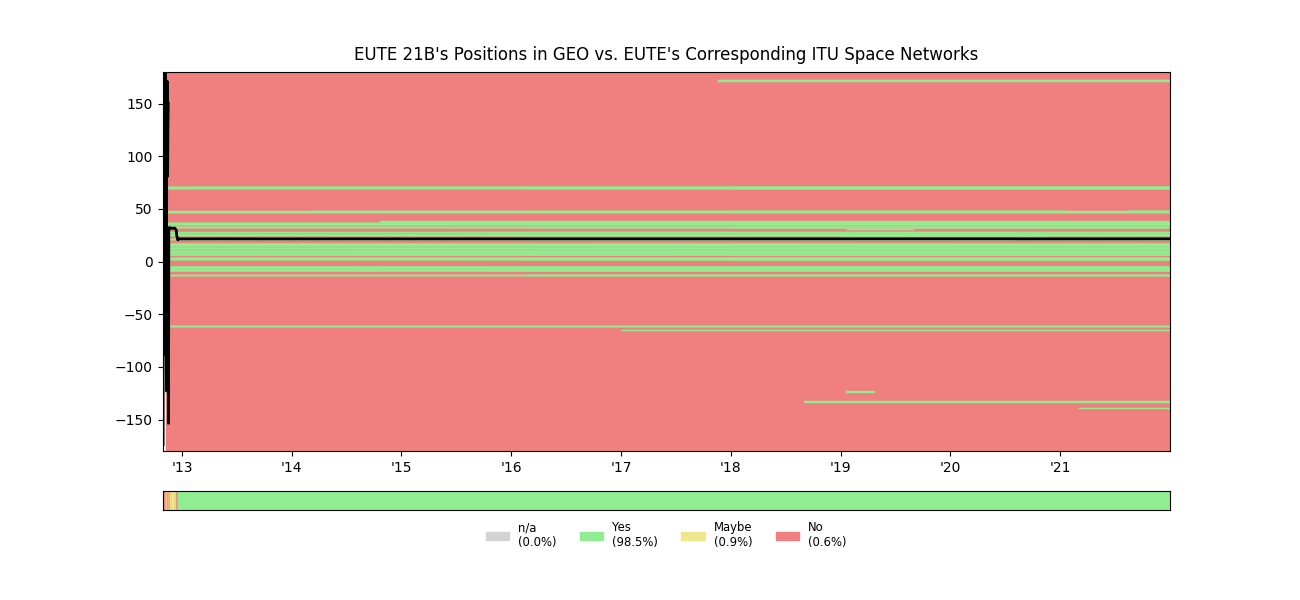 EUTE 21B's Positions in GEO vs. EUTE's Corresponding ITU Space Networks
150
100
50
0
−50
−100
−150
'13 '14 '15 '16 '17 '18 '19 '20 '21
n/a Yes Maybe No
(0.0%) (98.5%) (0.9%) (0.6%)